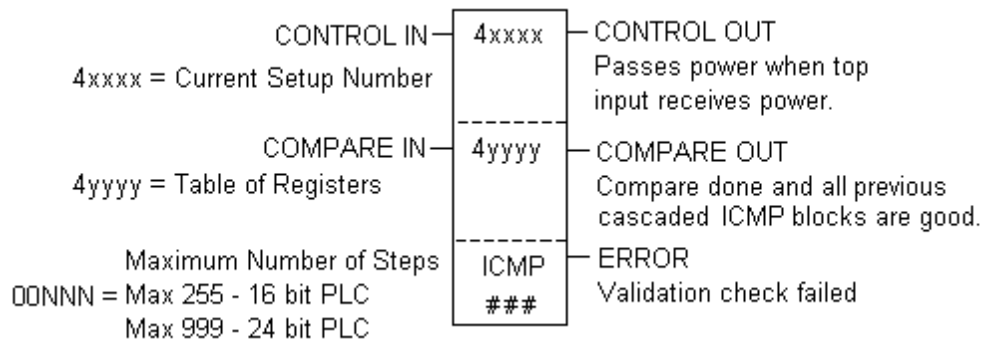 CONTROL IN
4xxxx
CONTROL OUT
4xxxx = Current Setup Number
Passes power when top
input receives power.
COMPARE IN
4yyyy
COMPARE OUT
4yyyy = Table of Registers
Compare done and all previous
cascaded ICMP blocks are good.
Maximum Number of Steps
00NNN = Max 255 - 16 bit PLC
Max 999 - 24 bit PLC
ICMP
###
ERROR
Validation check failed